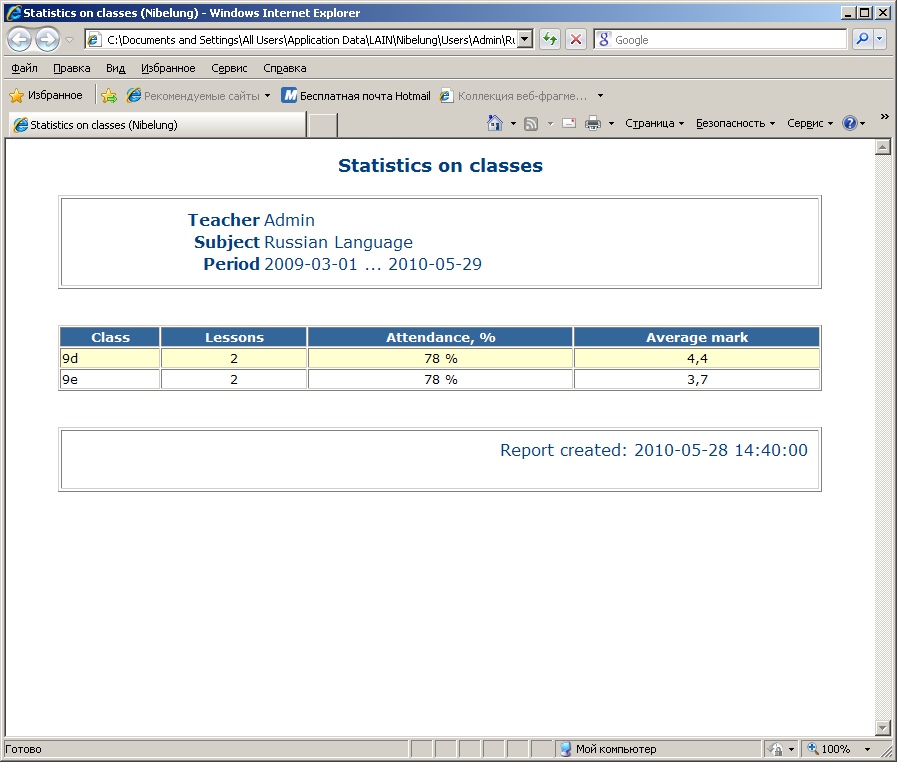 Statistics on classes (Nibelung) - Windows Internet Explorer
C:\Documents and Settings\All Users\Application Data\LAIN\Nibelung\Users\Admin\Ru
Google
Файл Правка Вид Избранное Сервис Справка
Избранное Рекомендуемые сайты Бесплатная почта Hotmail Коллекция веб-фрагме...
Statistics on classes (Nibelung) Страница Безопасность Сервис »
Statistics on classes
Teacher Admin
Subject Russian Language
Period 2009-03-01 ... 2010-05-29
Class Lessons Attendance, % Average mark
9d 2 78 % 4,4
9e 2 78 % 3,7
Report created: 2010-05-28 14:40:00
Готово Мой компьютер 100%